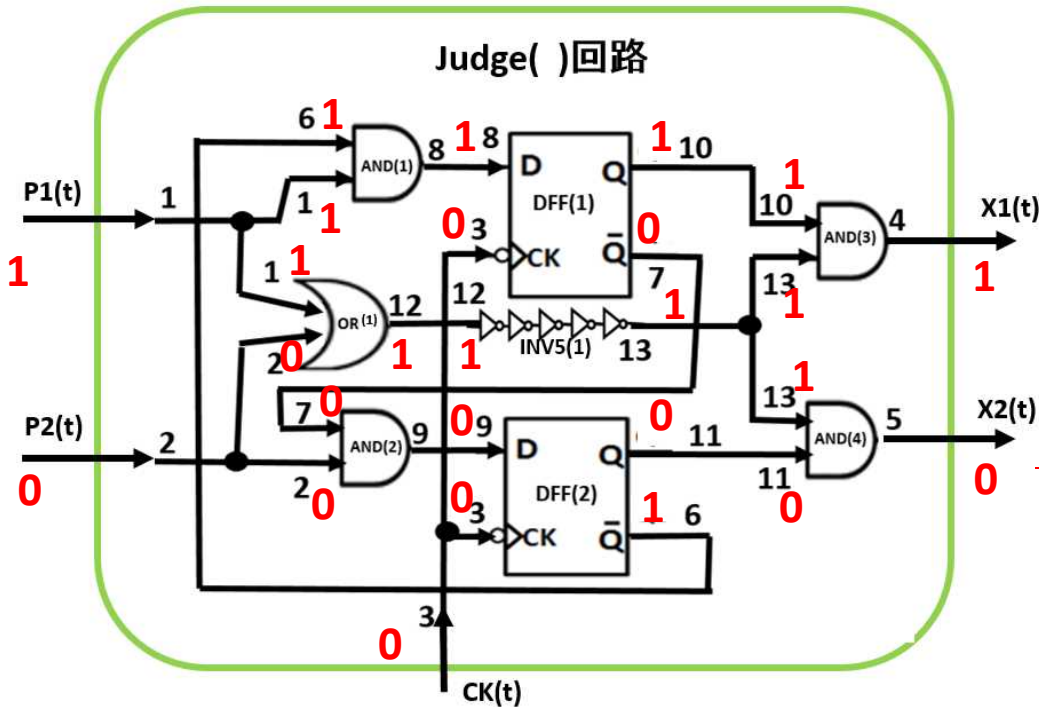 Judge( )回路
6 1
AND(1)
8 1 8
D Q
1 10
DFF(1)
P1(t)
1
1
1 1
0 3
CK Q̄
0
7
1
10
AND(3)
4
X1(t)
1
1 1
OR(1)
2 0
12
1
12
1
INV5(1)
1
13
13
1
7 0
AND(2)
2 0
9 0 9
D Q
0
11
DFF(2)
0 3
CK Q̄
1 6
P2(t)
0
2
13 1
AND(4)
11 0
5
X2(t)
0
3
0
CK(t)